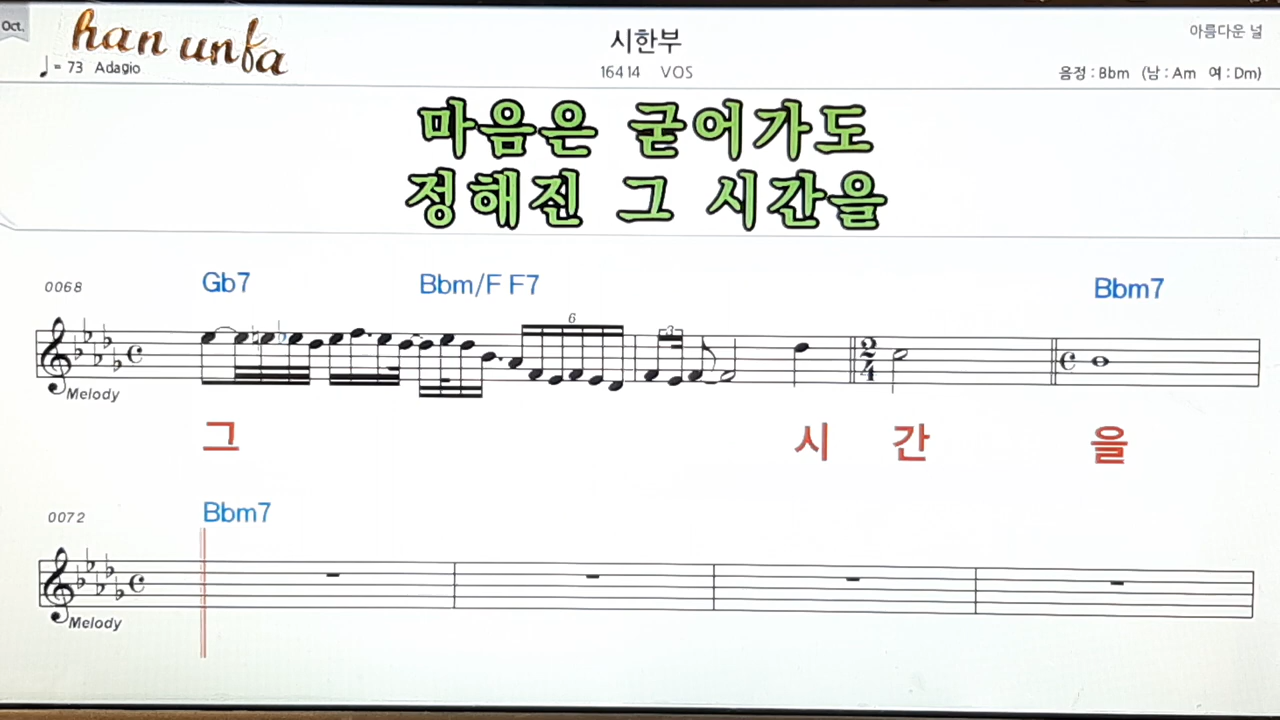 Oct.
han unfa
♩= 73 Adagio
시한부
16414 VOS
아름다운 널
음정 : Bbm (남 : Am 여 : Dm)
마음은 굳어가도
정해진 그 시간을
0068
Gb7 Bbm/F F7 Bbm7
6
3
2
4
Melody
그 시 간 을
0072
Bbm7
Melody